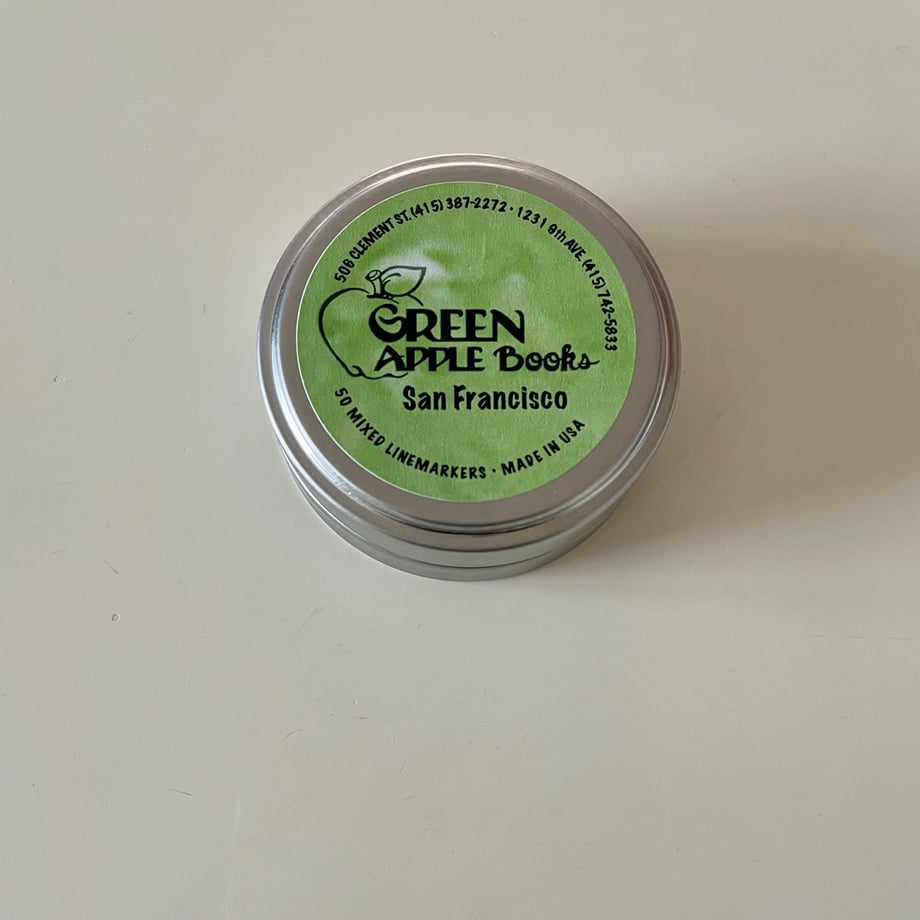 506 CLEMENT ST. (415) 387-2272 · 1231 9th AVE. (415) 742-5833
GREEN
APPLE Books
San Francisco
50 MIXED LINEMARKERS · MADE IN USA